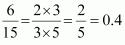 6/15 = 2×3/3×5 = 2/5 = 0.4